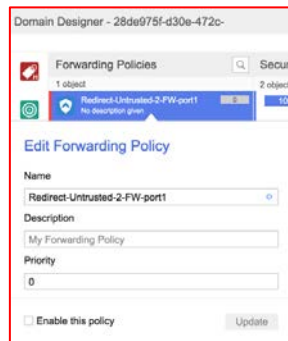 Domain Designer - 28de975f-d30e-472c-
Forwarding Policies
Secur
1 object
2 object
Redirect-Untrusted-2-FW-port1
0
10
No description given
Edit Forwarding Policy
Name
Redirect-Untrusted-2-FW-port1
Description
My Forwarding Policy
Priority
0
Enable this policy
Update